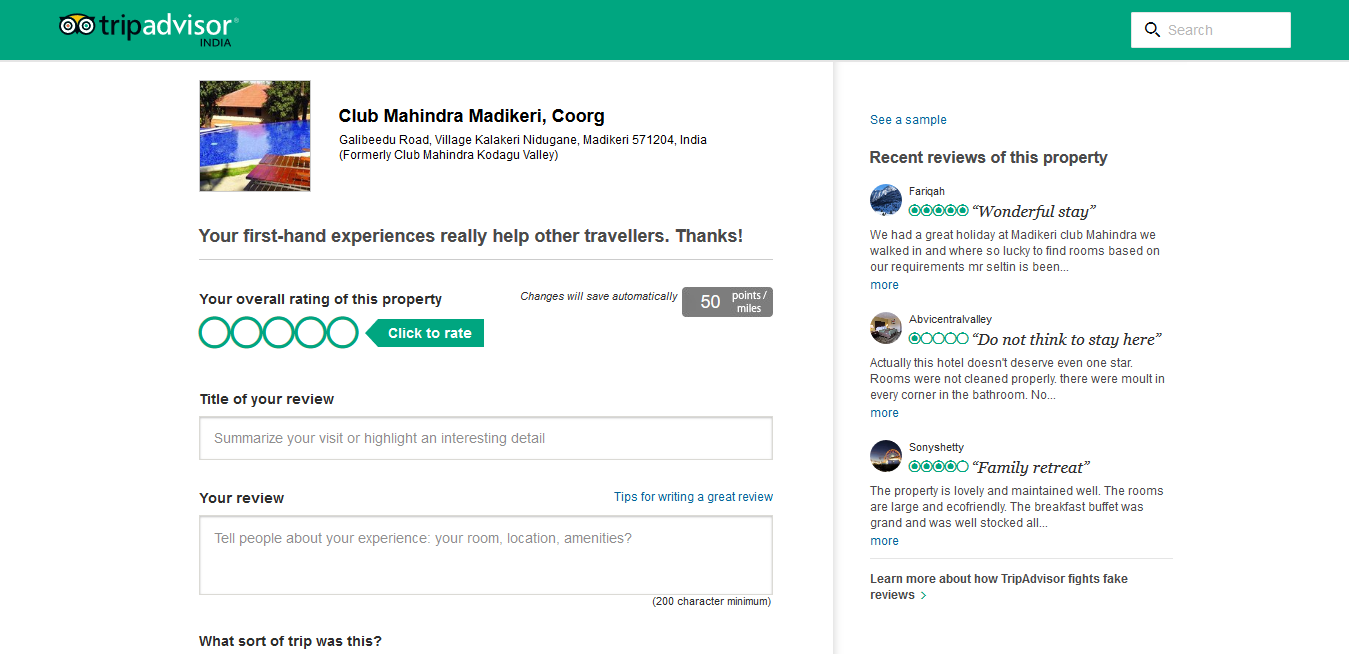 tripadvisor®
INDIA
Search
Club Mahindra Madikeri, Coorg
Galibeedu Road, Village Kalakeri Nidugane, Madikeri 571204, India
(Formerly Club Mahindra Kodagu Valley)
Your first-hand experiences really help other travellers. Thanks!
Your overall rating of this property
Changes will save automatically
50 points / miles
Click to rate
Title of your review
Summarize your visit or highlight an interesting detail
Your review
Tips for writing a great review
Tell people about your experience: your room, location, amenities?
(200 character minimum)
What sort of trip was this?
See a sample
Recent reviews of this property
Fariqah
“Wonderful stay”
We had a great holiday at Madikeri club Mahindra we
walked in and where so lucky to find rooms based on
our requirements mr seltin is been...
more
Abvicentralvalley
“Do not think to stay here”
Actually this hotel doesn't deserve even one star.
Rooms were not cleaned properly. there were moult in
every corner in the bathroom. No...
more
Sonyshetty
“Family retreat”
The property is lovely and maintained well. The rooms
are large and ecofriendly. The breakfast buffet was
grand and was well stocked all...
more
Learn more about how TripAdvisor fights fake
reviews >